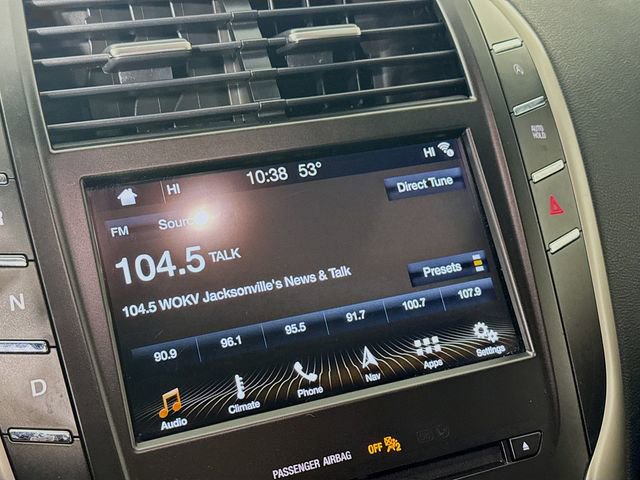 HI 10:38 53° HI
FM Source Direct Tune
104.5 TALK
104.5 WOKV Jacksonville's News & Talk
Presets
90.9 96.1 95.5 91.7 100.7 107.9
Audio Climate Phone Nav Apps Settings
PASSENGER AIRBAG OFF 2
AUTO
HOLD
A
R
N
D